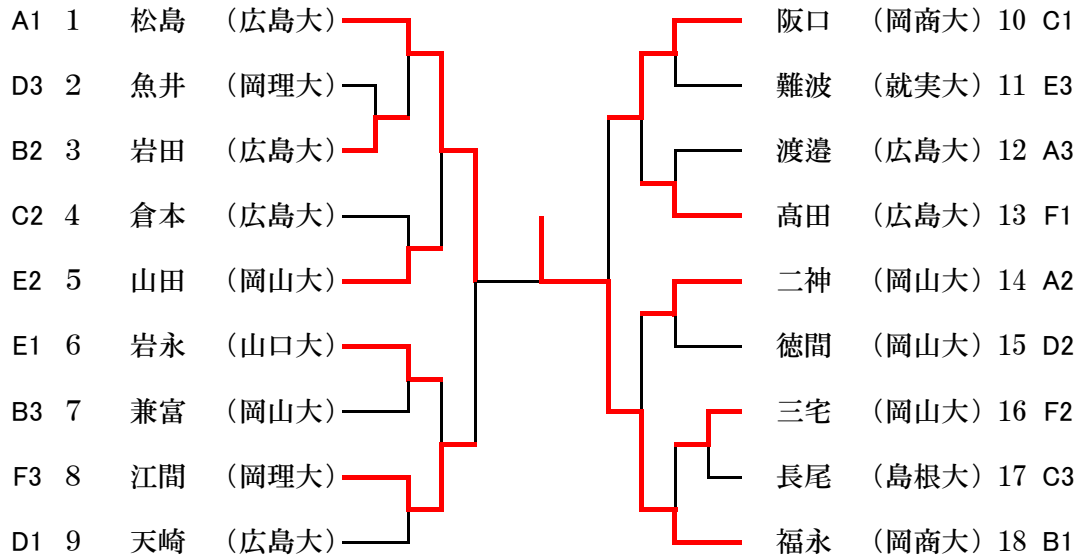 A1 1 松島 （広島大）
D3 2 魚井 （岡理大）
B2 3 岩田 （広島大）
C2 4 倉本 （広島大）
E2 5 山田 （岡山大）
E1 6 岩永 （山口大）
B3 7 兼富 （岡山大）
F3 8 江間 （岡理大）
D1 9 天崎 （広島大）
阪口 （岡商大） 10 C1
難波 （就実大） 11 E3
渡邉 （広島大） 12 A3
髙田 （広島大） 13 F1
二神 （岡山大） 14 A2
徳間 （岡山大） 15 D2
三宅 （岡山大） 16 F2
長尾 （島根大） 17 C3
福永 （岡商大） 18 B1